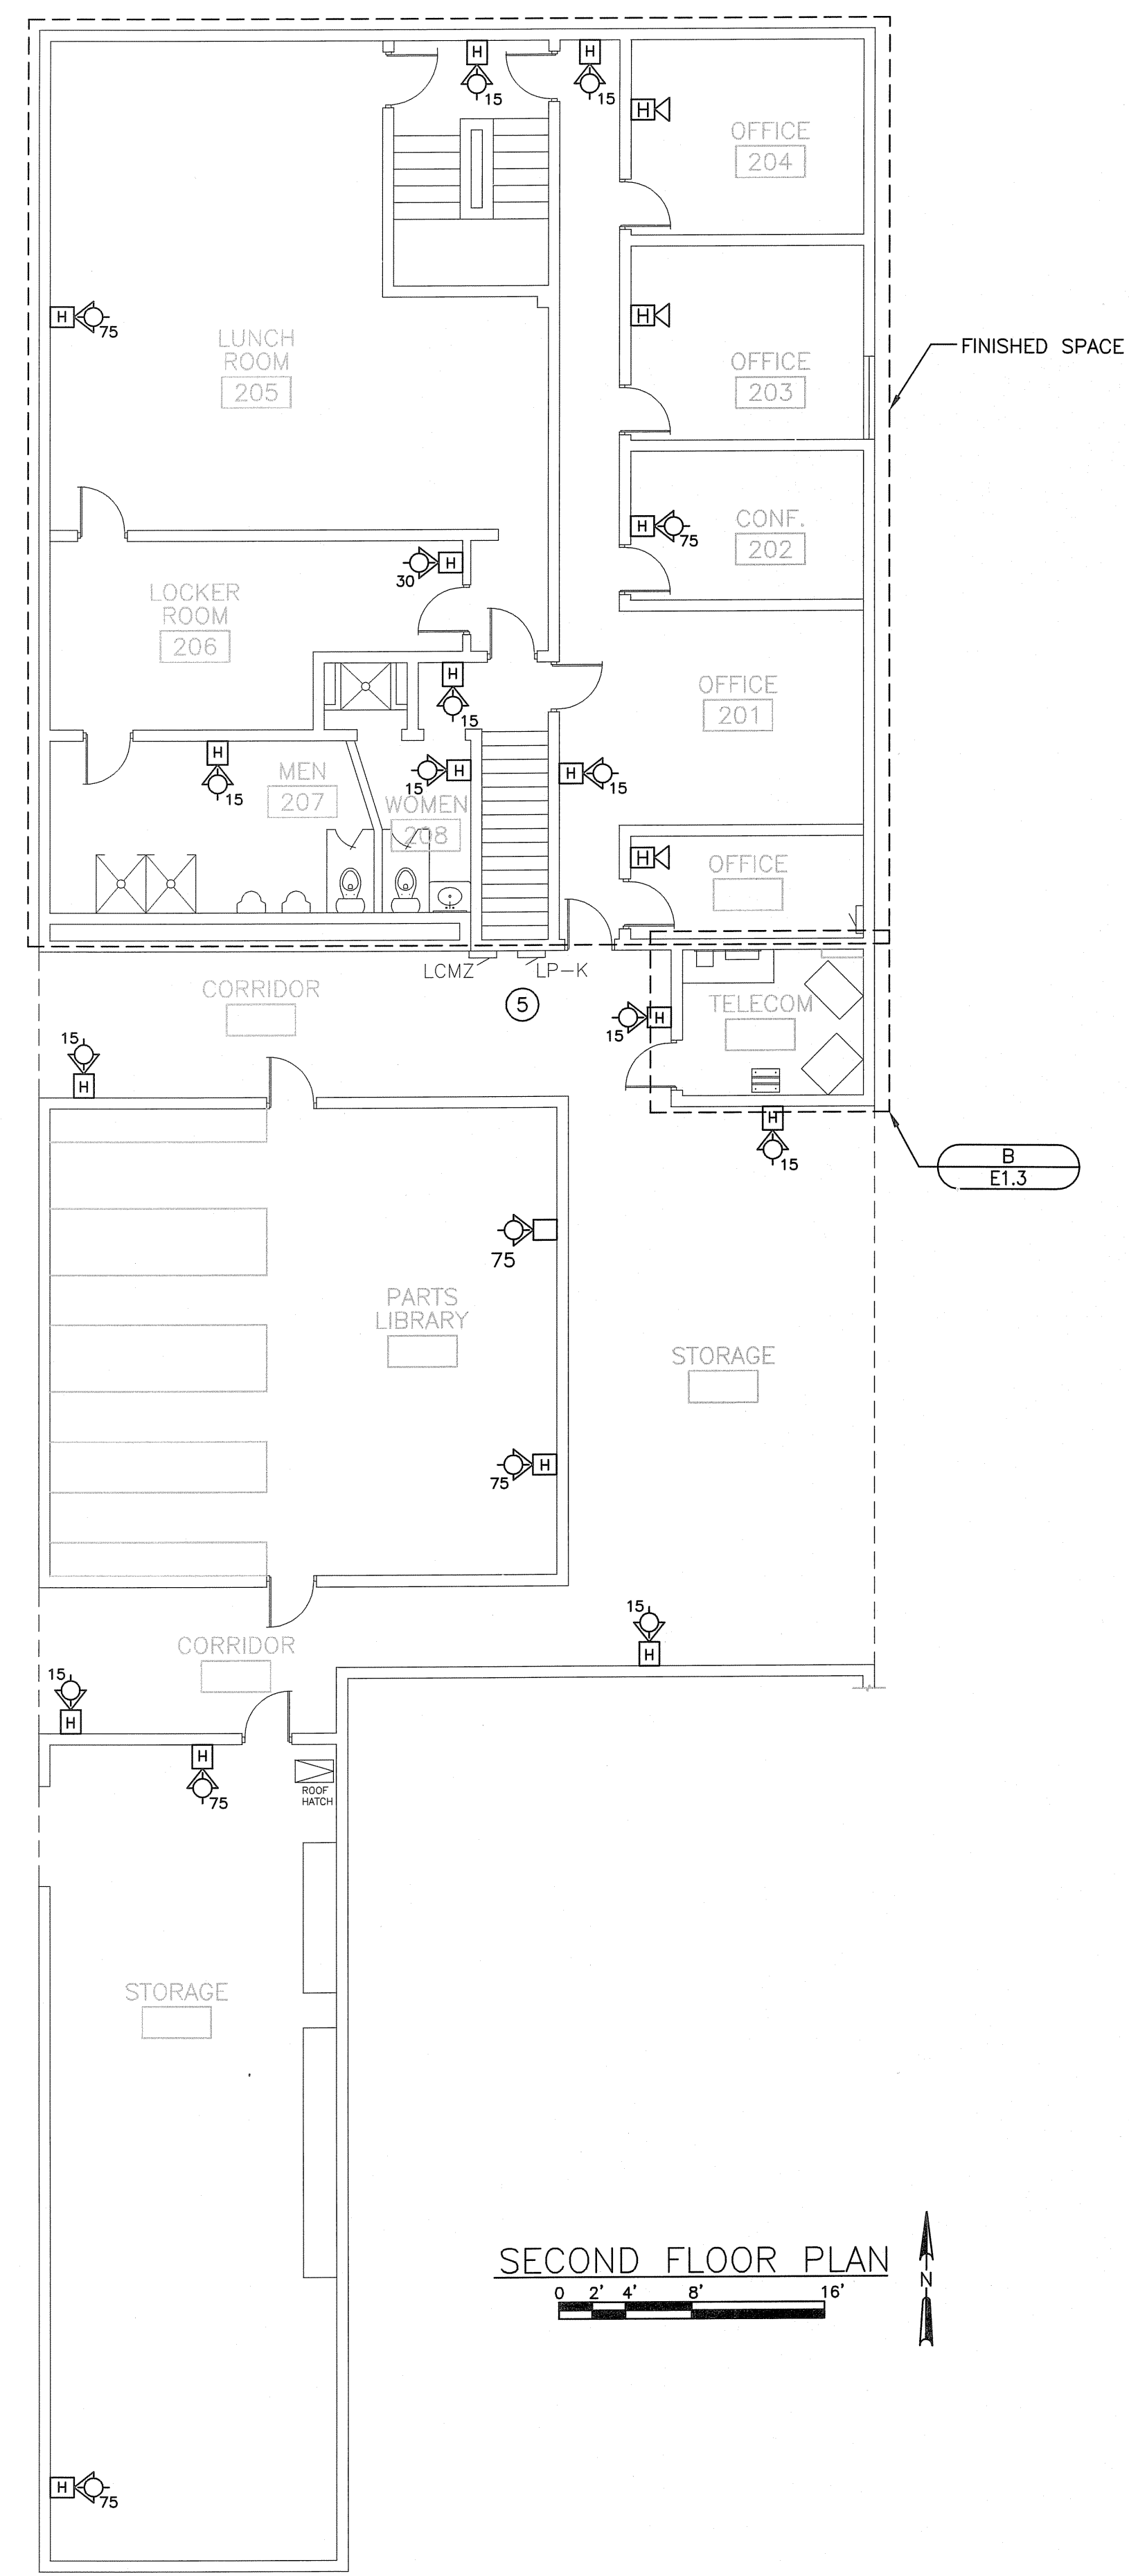 H
H
15
15
H
OFFICE
204
H
H
75
LUNCH
ROOM
205
OFFICE
203
FINISHED SPACE
H
75
CONF.
202
H
30
LOCKER
ROOM
206
H
15
OFFICE
201
H
15
MEN
207
H
15
WOMEN
208
H
15
H
OFFICE
LCMZ
LP-K
5
CORRIDOR
TELECOM
H
15
15
H
H
15
B
E1.3
75
PARTS
LIBRARY
STORAGE
H
75
15
H
CORRIDOR
15
H
H
75
ROOF
HATCH
STORAGE
SECOND FLOOR PLAN
0 2' 4' 8' 16'
N
H
75